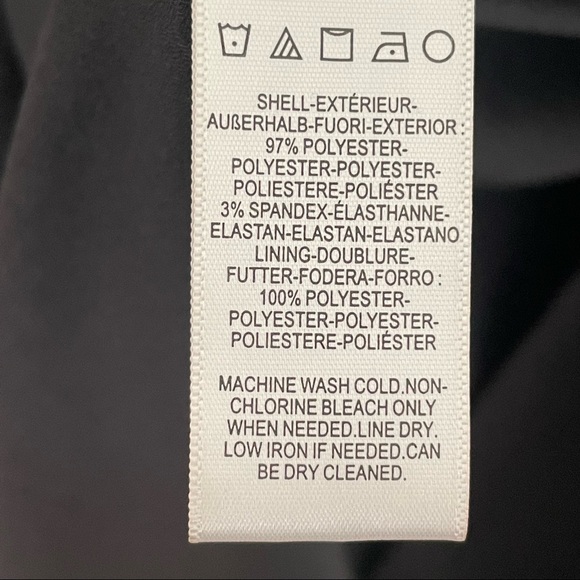 SHELL-EXTÉRIEUR-
AUßERHALB-FUORI-EXTERIOR :
97% POLYESTER-
POLYESTER-POLYESTER-
POLIESTERE-POLIÉSTER
3% SPANDEX-ÉLASTHANNE-
ELASTAN-ELASTAN-ELASTANO
LINING-DOUBLURE-
FUTTER-FODERA-FORRO :
100% POLYESTER-
POLYESTER-POLYESTER-
POLIESTERE-POLIÉSTER
MACHINE WASH COLD.NON-
CHLORINE BLEACH ONLY
WHEN NEEDED.LINE DRY.
LOW IRON IF NEEDED.CAN
BE DRY CLEANED.